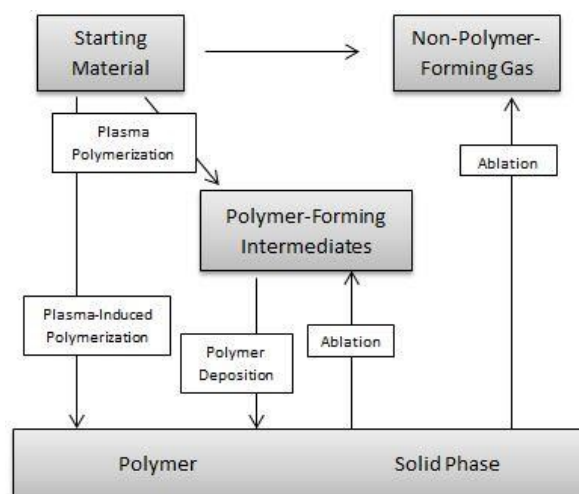 Starting
Material
Non-Polymer-
Forming Gas
Plasma
Polymerization
Ablation
Polymer-Forming
Intermediates
Plasma-Induced
Polymerization
Polymer
Deposition
Ablation
Polymer
Solid Phase